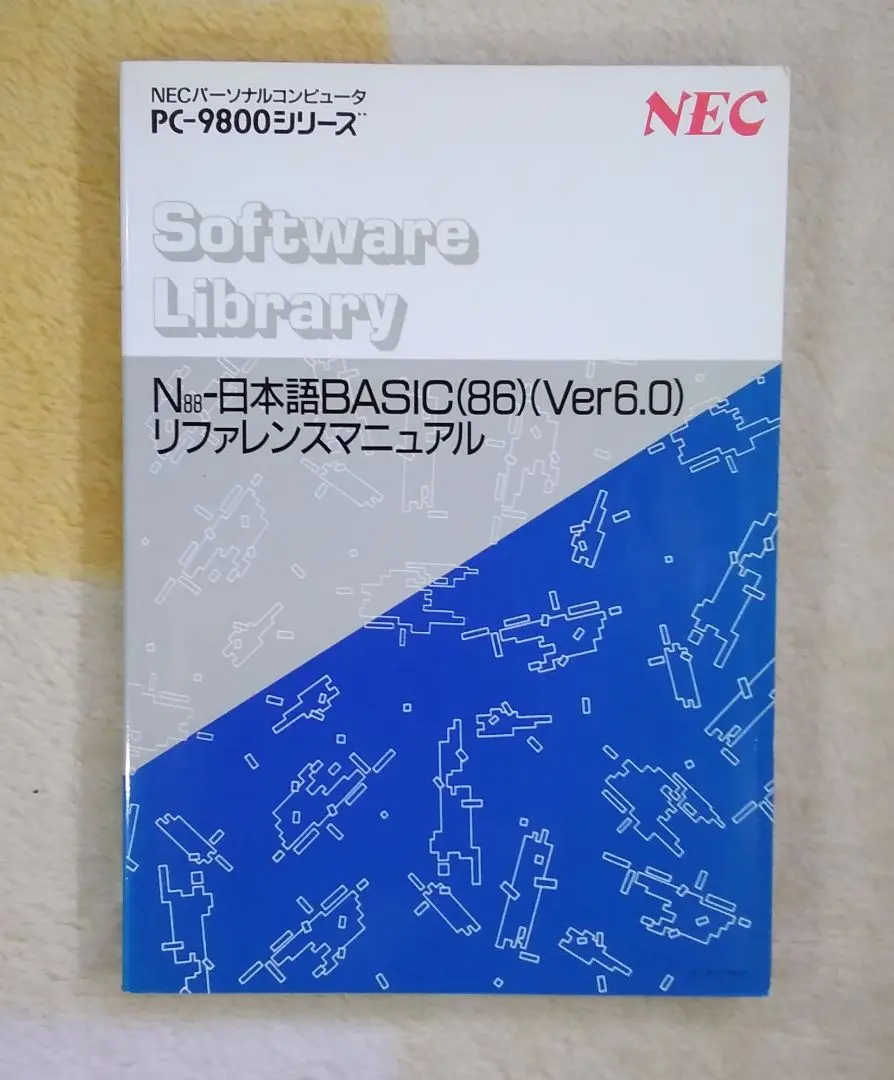 NECパーソナルコンピュータ
PC-9800シリーズ
NEC
Software
Library
N88-日本語BASIC(86)(Ver6.0)
リファレンスマニュアル